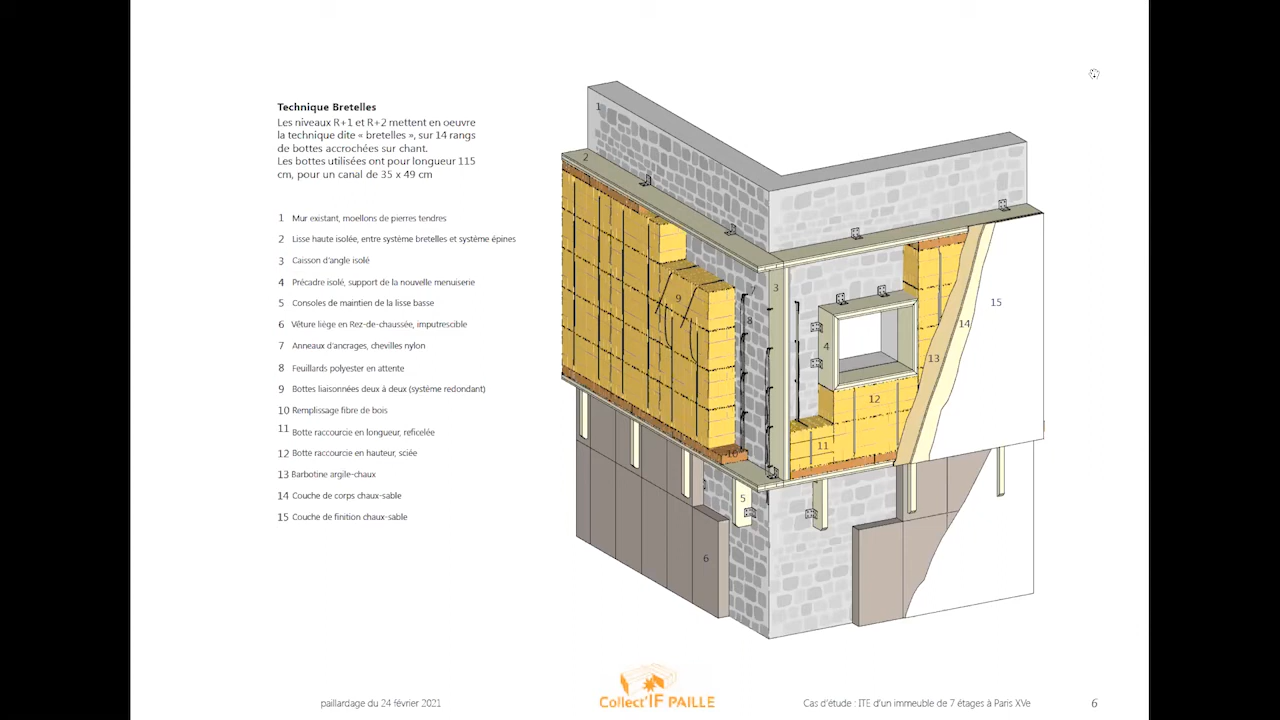 Technique Bretelles
Les niveaux R+1 et R+2 mettent en oeuvre
la technique dite « bretelles », sur 14 rangs
de bottes accrochées sur chant.
Les bottes utilisées ont pour longueur 115
cm, pour un canal de 35 x 49 cm
1 Mur existant, moellons de pierres tendres
2 Lisse haute isolée, entre système bretelles et système épines
3 Caisson d'angle isolé
4 Précadre isolé, support de la nouvelle menuiserie
5 Consoles de maintien de la lisse basse
6 Vêture liège en Rez-de-chaussée, imputrescible
7 Anneaux d'ancrages, chevilles nylon
8 Feuillards polyester en attente
9 Bottes liaisonnées deux à deux (système redondant)
10 Remplissage fibre de bois
11 Botte raccourcie en longueur, reficelée
12 Botte raccourcie en hauteur, sciée
13 Barbotine argile-chaux
14 Couche de corps chaux-sable
15 Couche de finition chaux-sable
1
2
3
9
8
15
14
4
13
12
11
10
5
6
Collect'IF PAILLE
paillardage du 24 février 2021
Cas d'étude : ITE d'un immeuble de 7 étages à Paris XVe
6